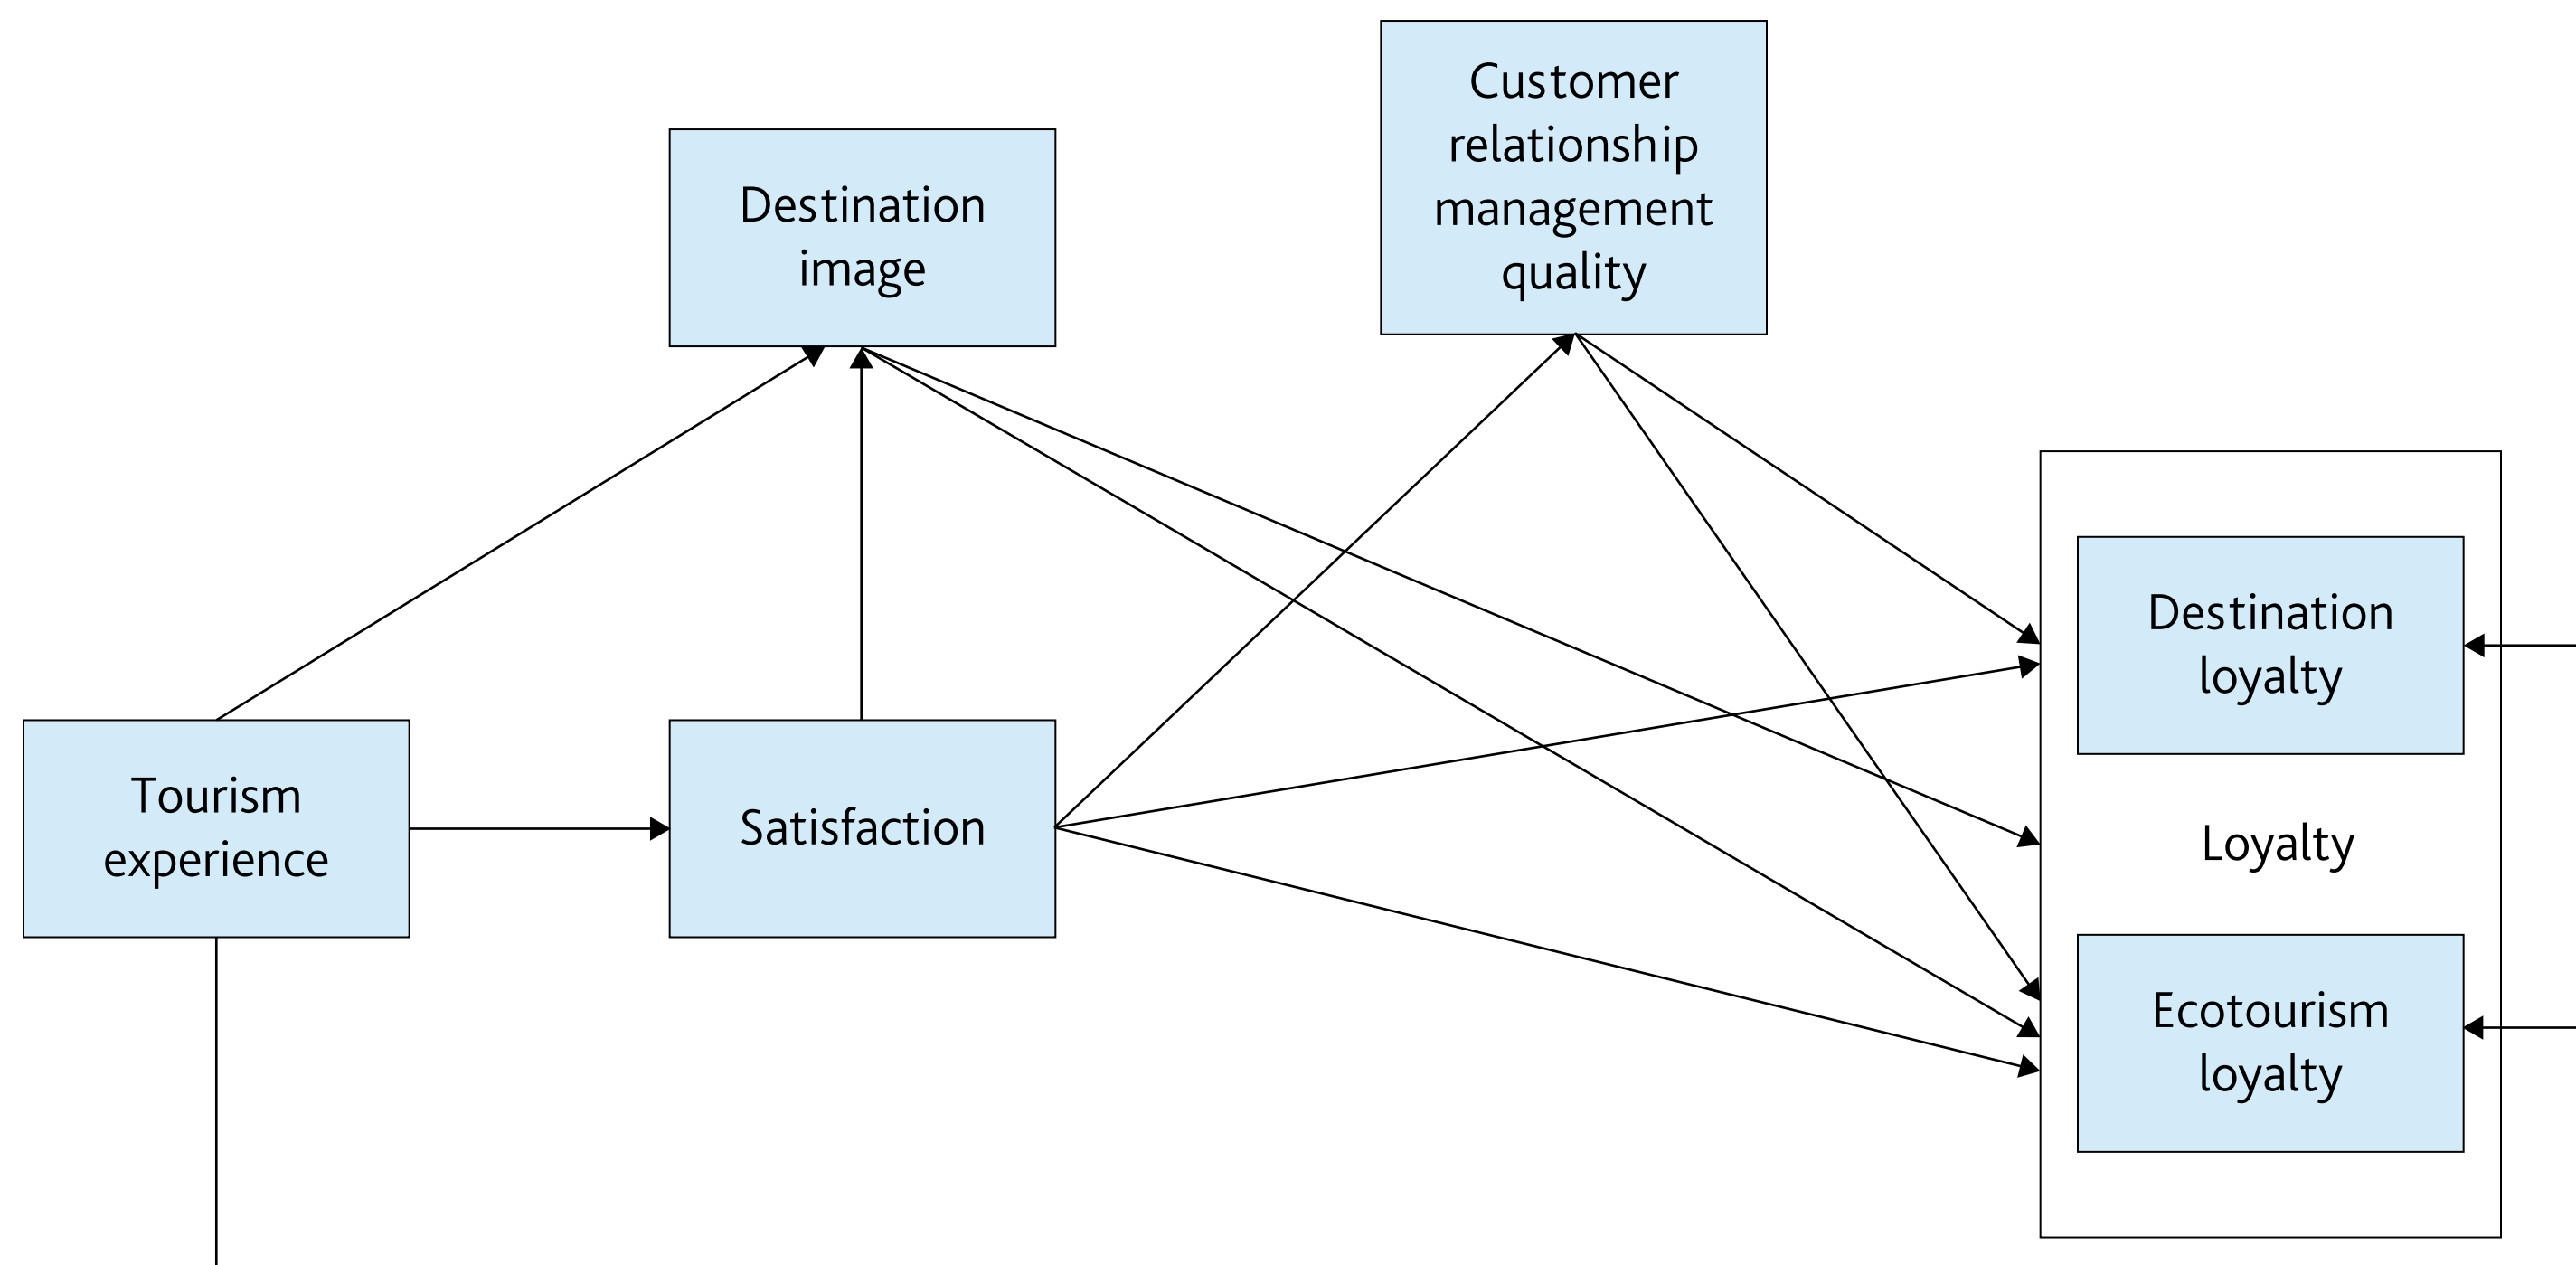 Customer
relationship
management
quality
Destination
image
Destination
loyalty
Tourism
experience
Satisfaction
Loyalty
Ecotourism
loyalty